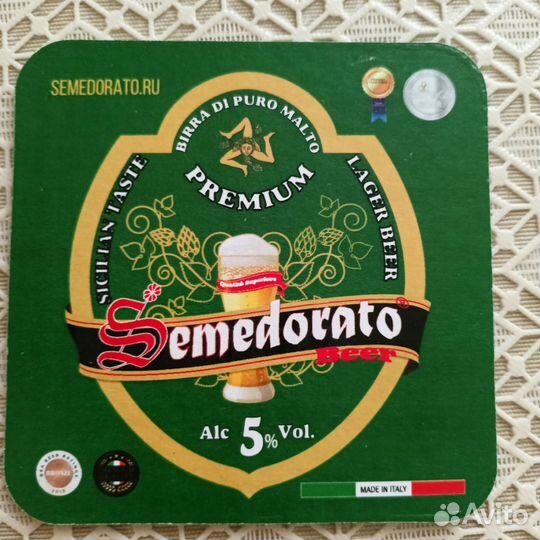 SEMEDORATO.RU
BIRRA DI PURO MALTO
PREMIUM
SICILIAN TASTE
LAGER BEER
Semedorato®
Beer
Alc 5% Vol.
MADE IN ITALY
Avito